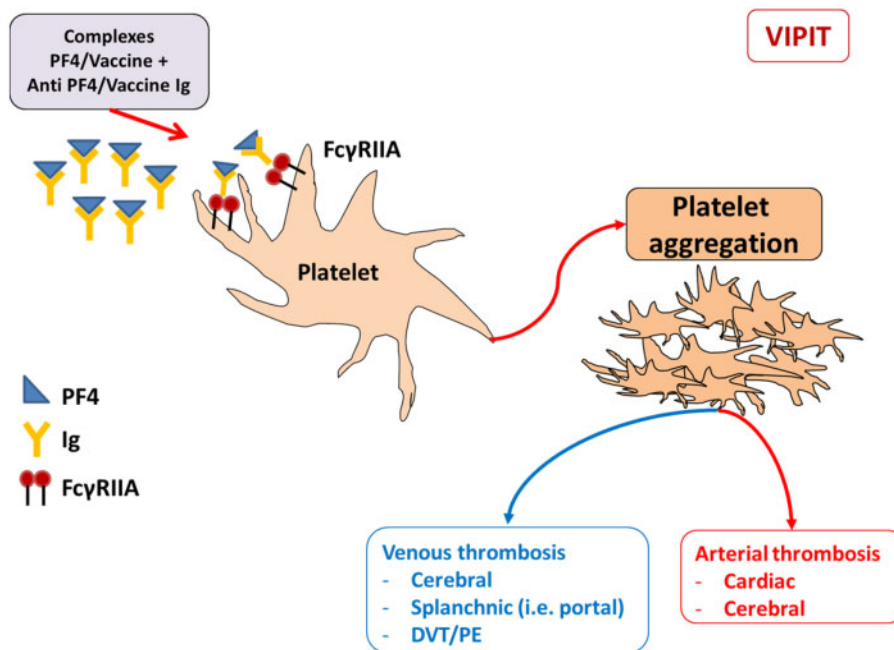 Complexes
PF4/Vaccine +
Anti PF4/Vaccine Ig
VIPIT
FcγRIIA
Platelet
Platelet
aggregation
PF4
Ig
FcγRIIA
Venous thrombosis
- Cerebral
- Splanchnic (i.e. portal)
- DVT/PE
Arterial thrombosis
- Cardiac
- Cerebral